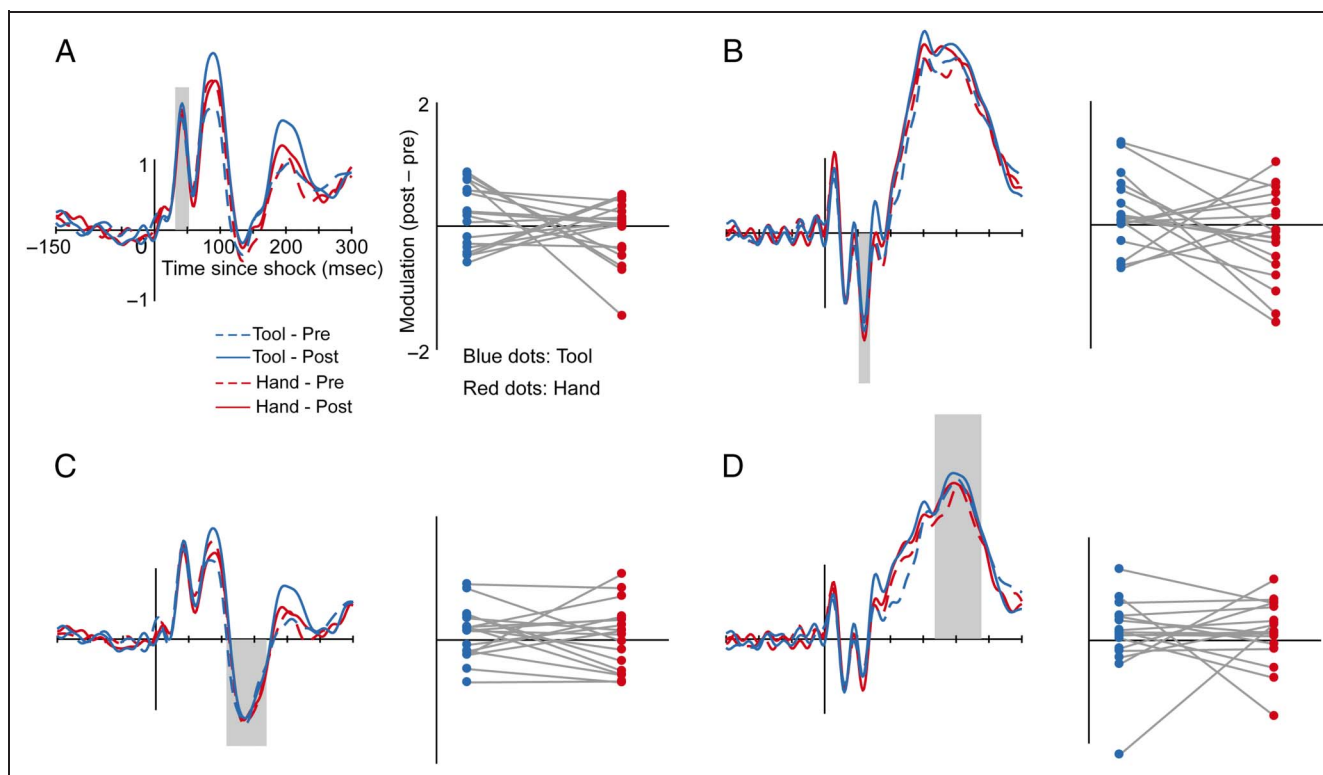 A
B
2
1
−150
0
100
200
300
Time since shock (msec)
−1
Modulation (post – pre)
−2
Tool - Pre
Tool - Post
Hand - Pre
Hand - Post
Blue dots: Tool
Red dots: Hand
C
D